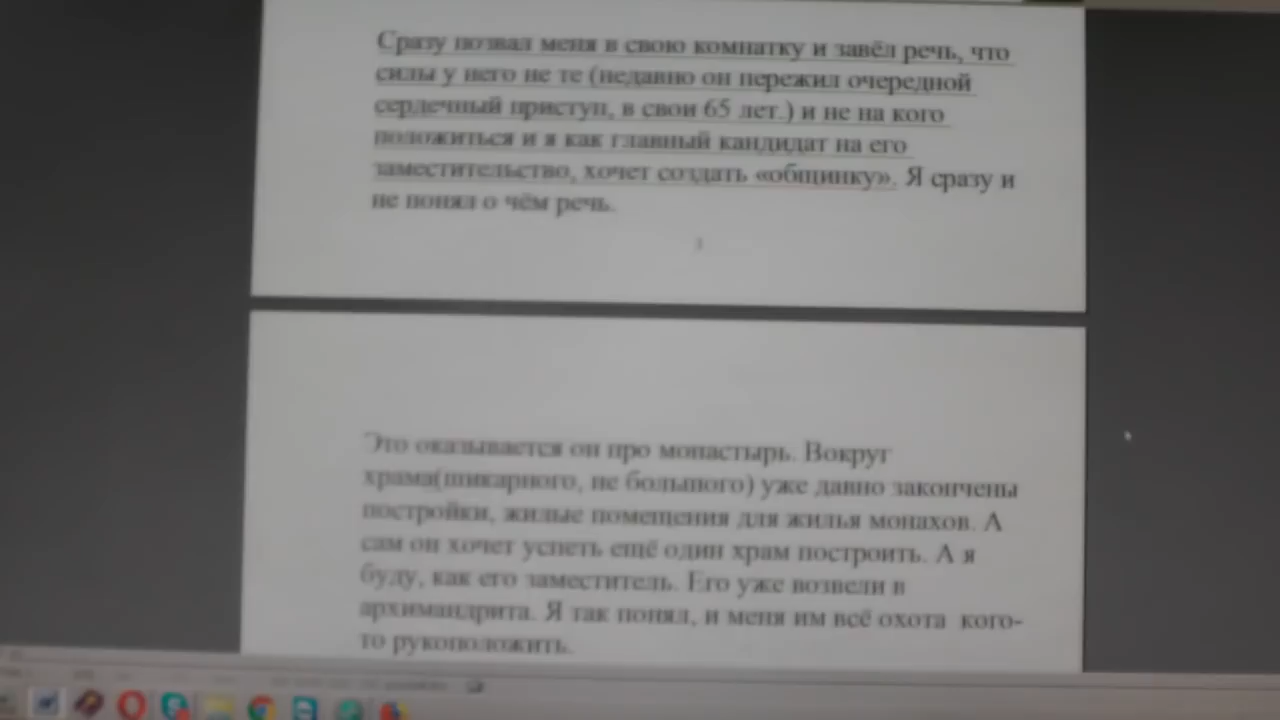 Сразу позвал меня в свою комнатку и завёл речь, что
силы у него не те (недавно он пережил очередной
сердечный приступ, в свои 65 лет.) и не на кого
положиться и я как главный кандидат на его
заместительство, хочет создать «общинку». Я сразу и
не понял о чём речь.
3
Это оказывается он про монастырь. Вокруг
храма(шикарного, не большого) уже давно закончены
постройки, жилые помещения для жилья монахов. А
сам он хочет успеть ещё один храм построить. А я
буду, как его заместитель. Его уже возвели в
архимандрита. Я так понял, и меня им всё охота кого-
то рукоположить.